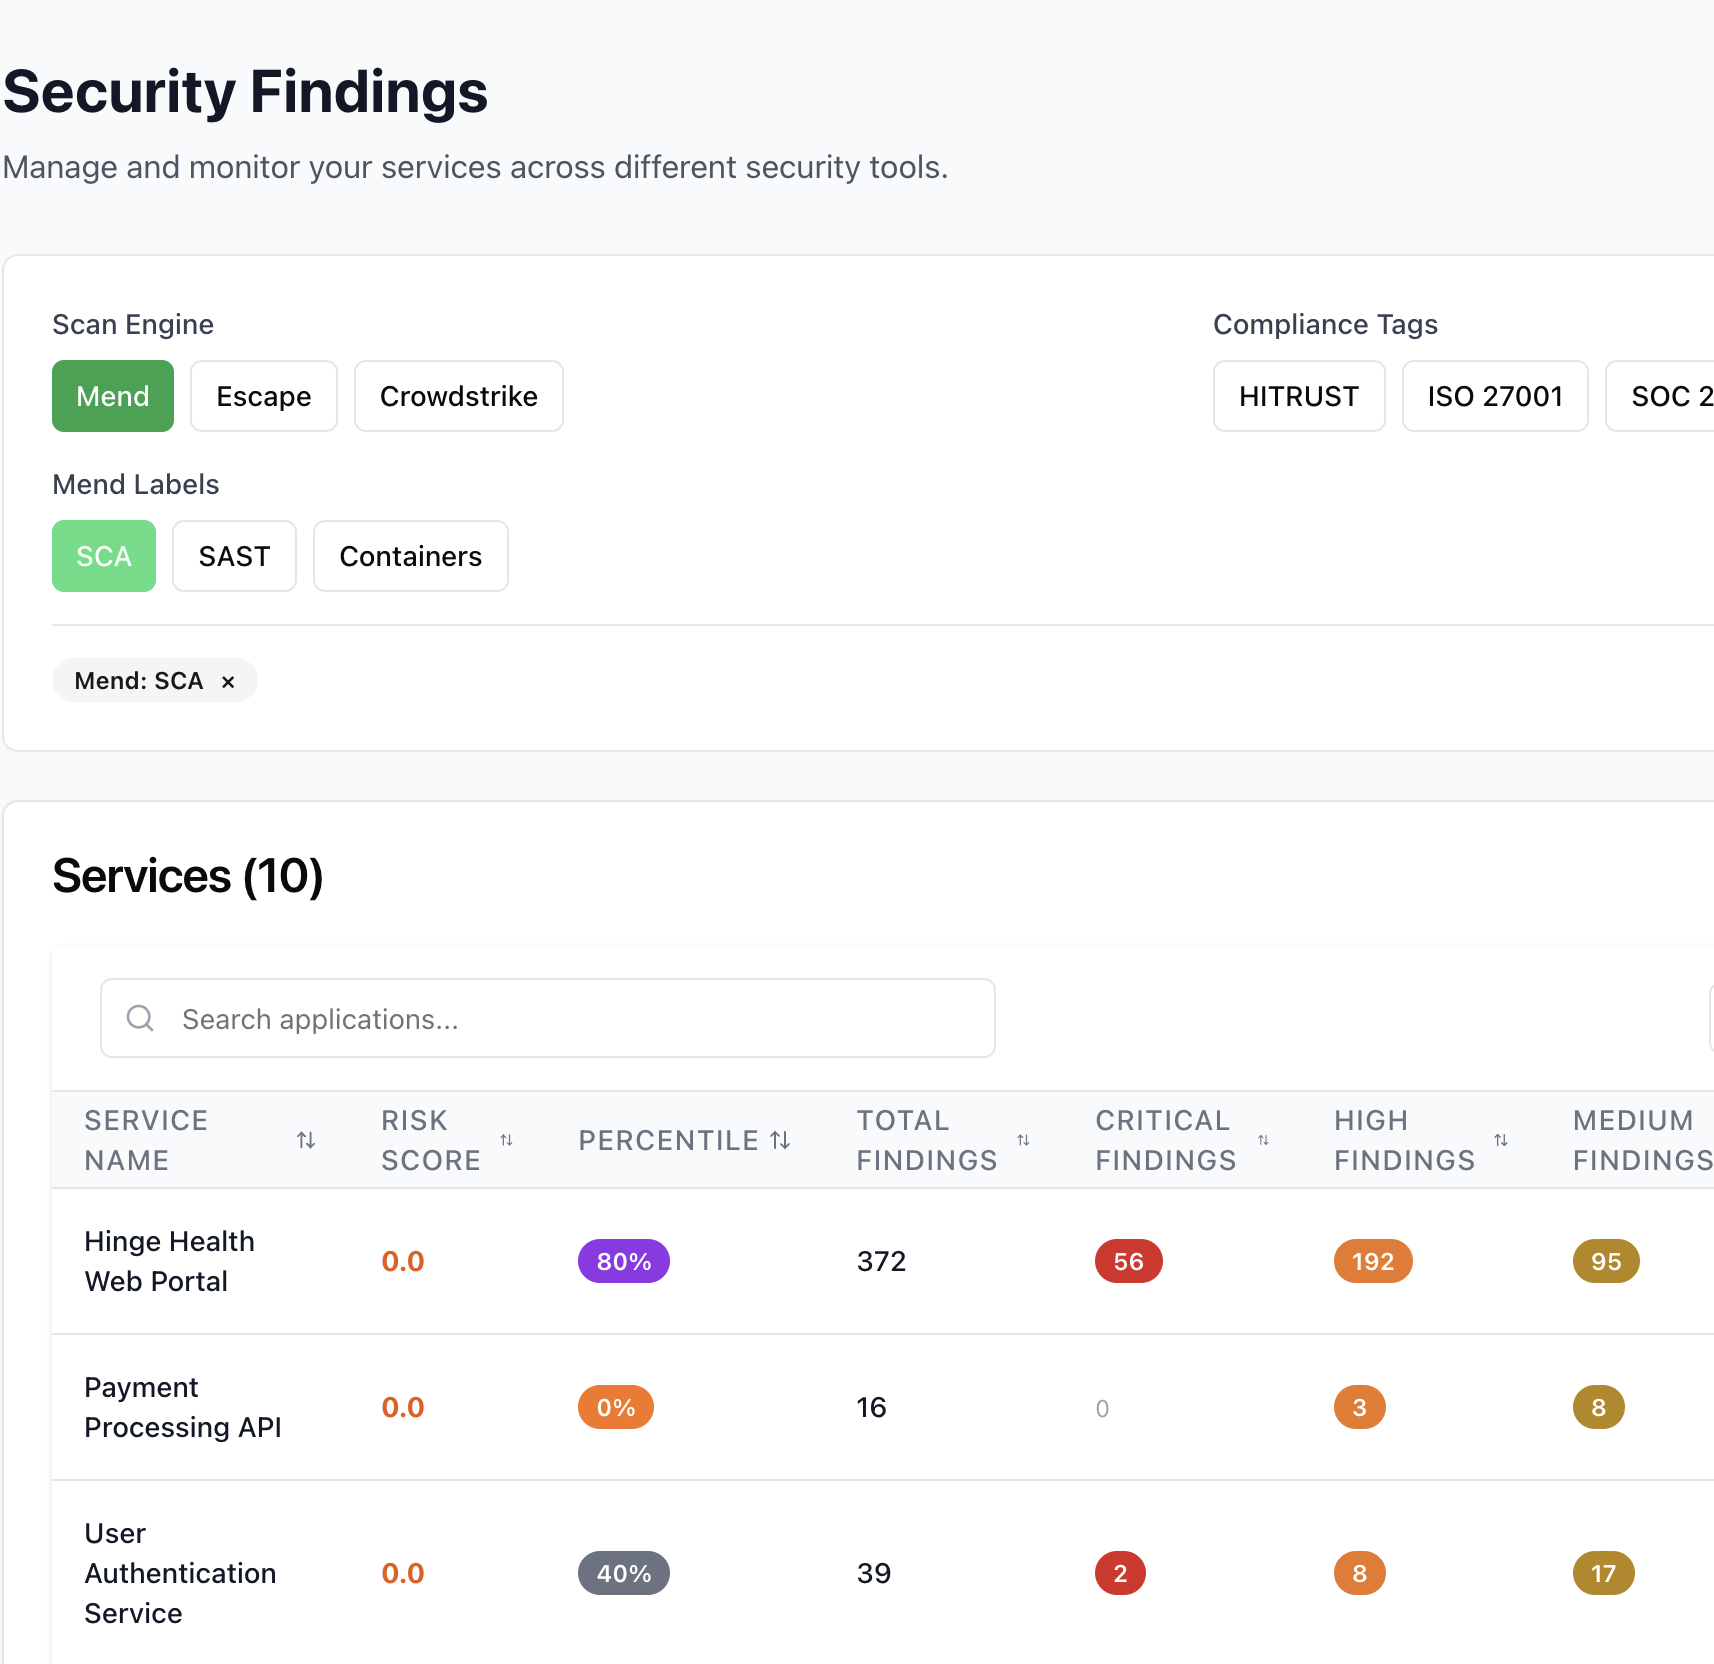 Security Findings
Manage and monitor your services across different security tools.
Scan Engine
Compliance Tags
Mend Escape Crowdstrike
HITRUST ISO 27001 SOC 2
Mend Labels
SCA SAST Containers
Mend: SCA ×
Services (10)
Search applications...
SERVICE NAME
RISK SCORE
PERCENTILE
TOTAL FINDINGS
CRITICAL FINDINGS
HIGH FINDINGS
MEDIUM FINDINGS
Hinge Health
Web Portal
0.0 80% 372 56 192 95
Payment
Processing API
0.0 0% 16 0 3 8
User
Authentication
Service
0.0 40% 39 2 8 17